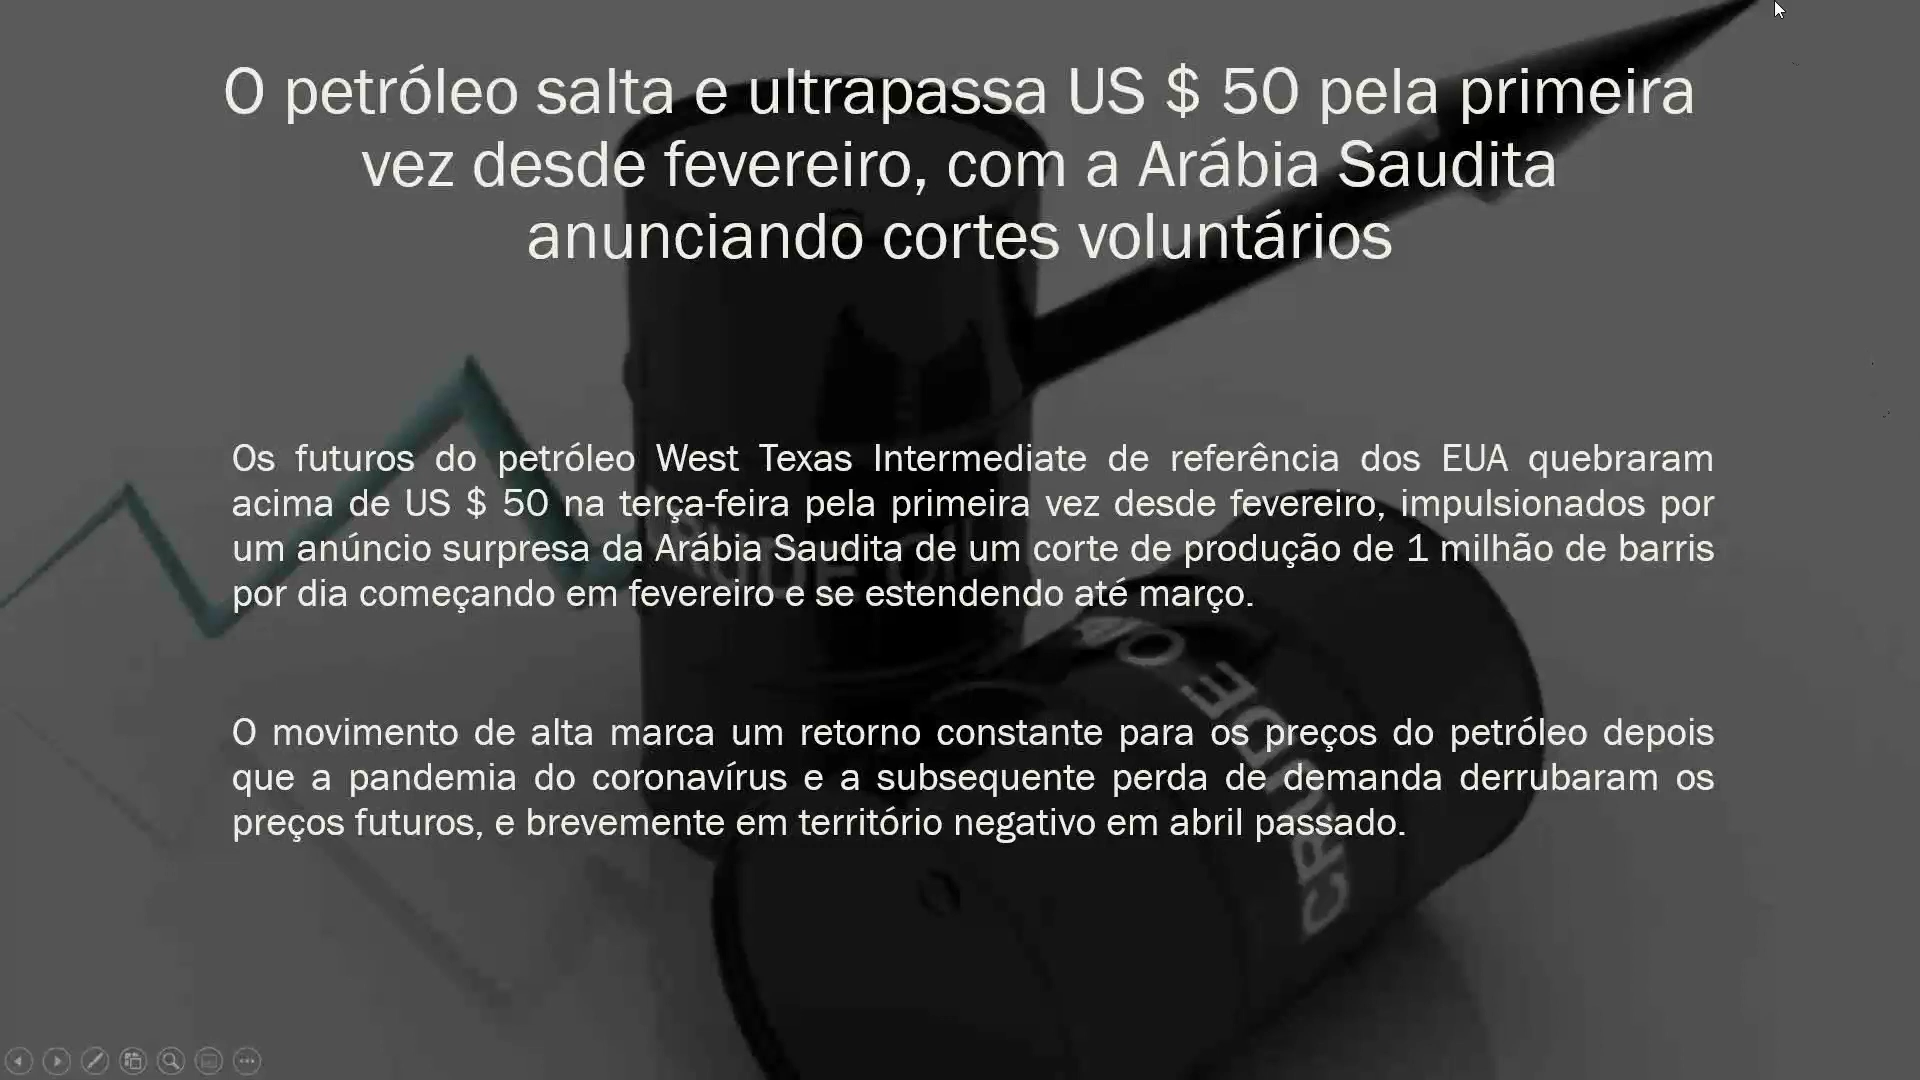 O petróleo salta e ultrapassa US $ 50 pela primeira
vez desde fevereiro, com a Arábia Saudita
anunciando cortes voluntários
Os futuros do petróleo West Texas Intermediate de referência dos EUA quebraram
acima de US $ 50 na terça-feira pela primeira vez desde fevereiro, impulsionados por
um anúncio surpresa da Arábia Saudita de um corte de produção de 1 milhão de barris
por dia começando em fevereiro e se estendendo até março.
O movimento de alta marca um retorno constante para os preços do petróleo depois
que a pandemia do coronavírus e a subsequente perda de demanda derrubaram os
preços futuros, e brevemente em território negativo em abril passado.
CRUDE